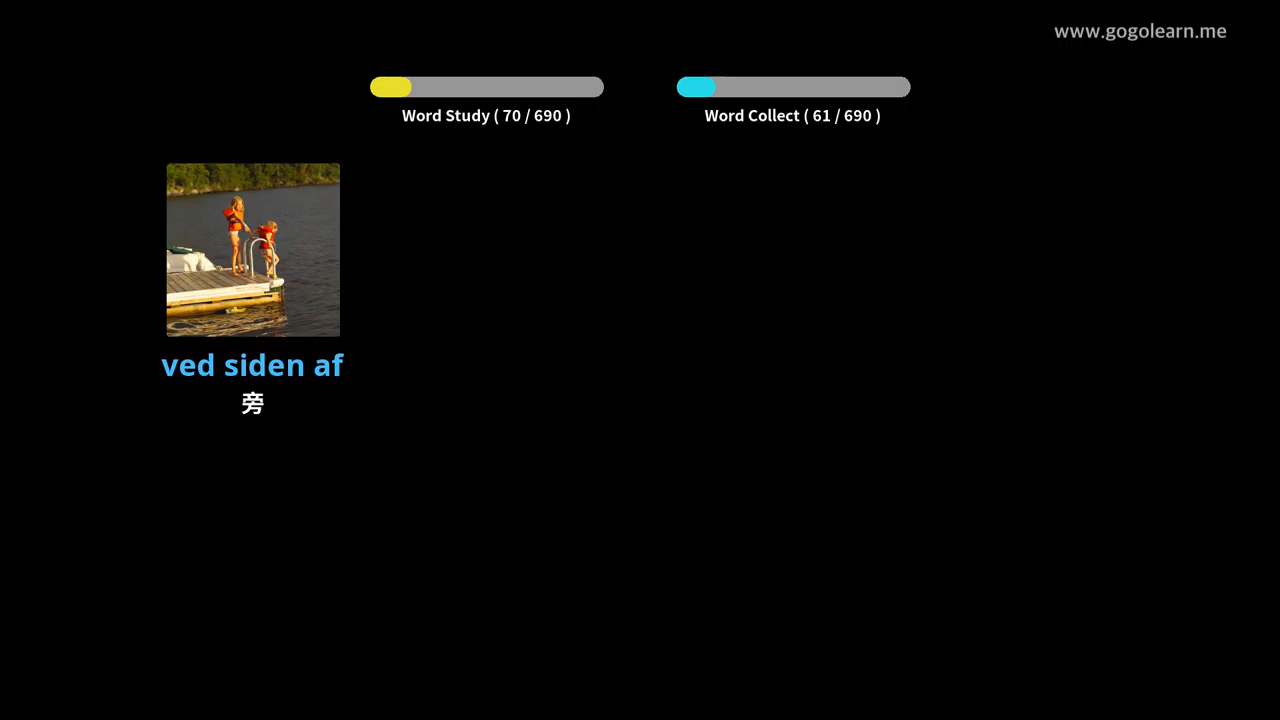 www.gogolearn.me
Word Study ( 70 / 690 )
Word Collect ( 61 / 690 )
ved siden af
旁